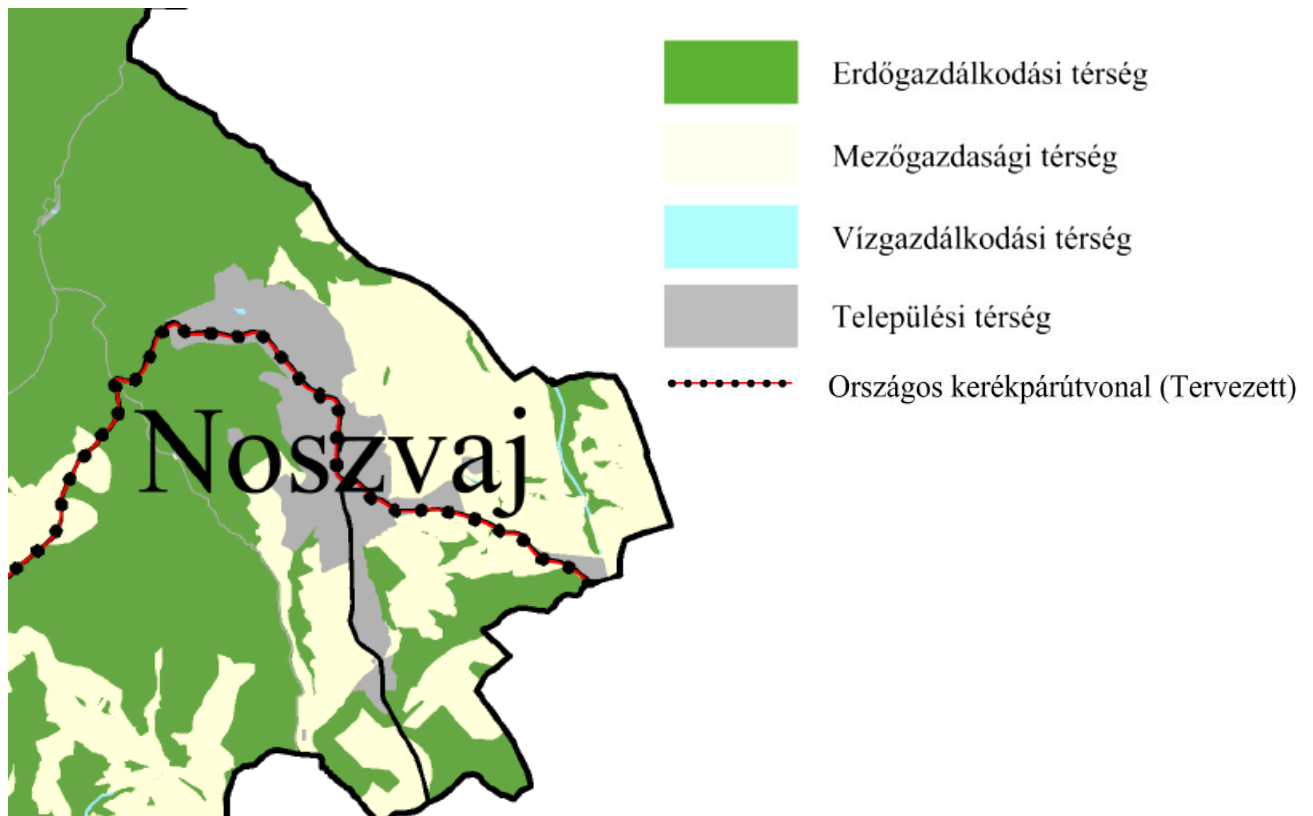 Noszvaj
Erdőgazdálkodási térség
Mezőgazdasági térség
Vízgazdálkodási térség
Települési térség
Országos kerékpárútvonal (Tervezett)